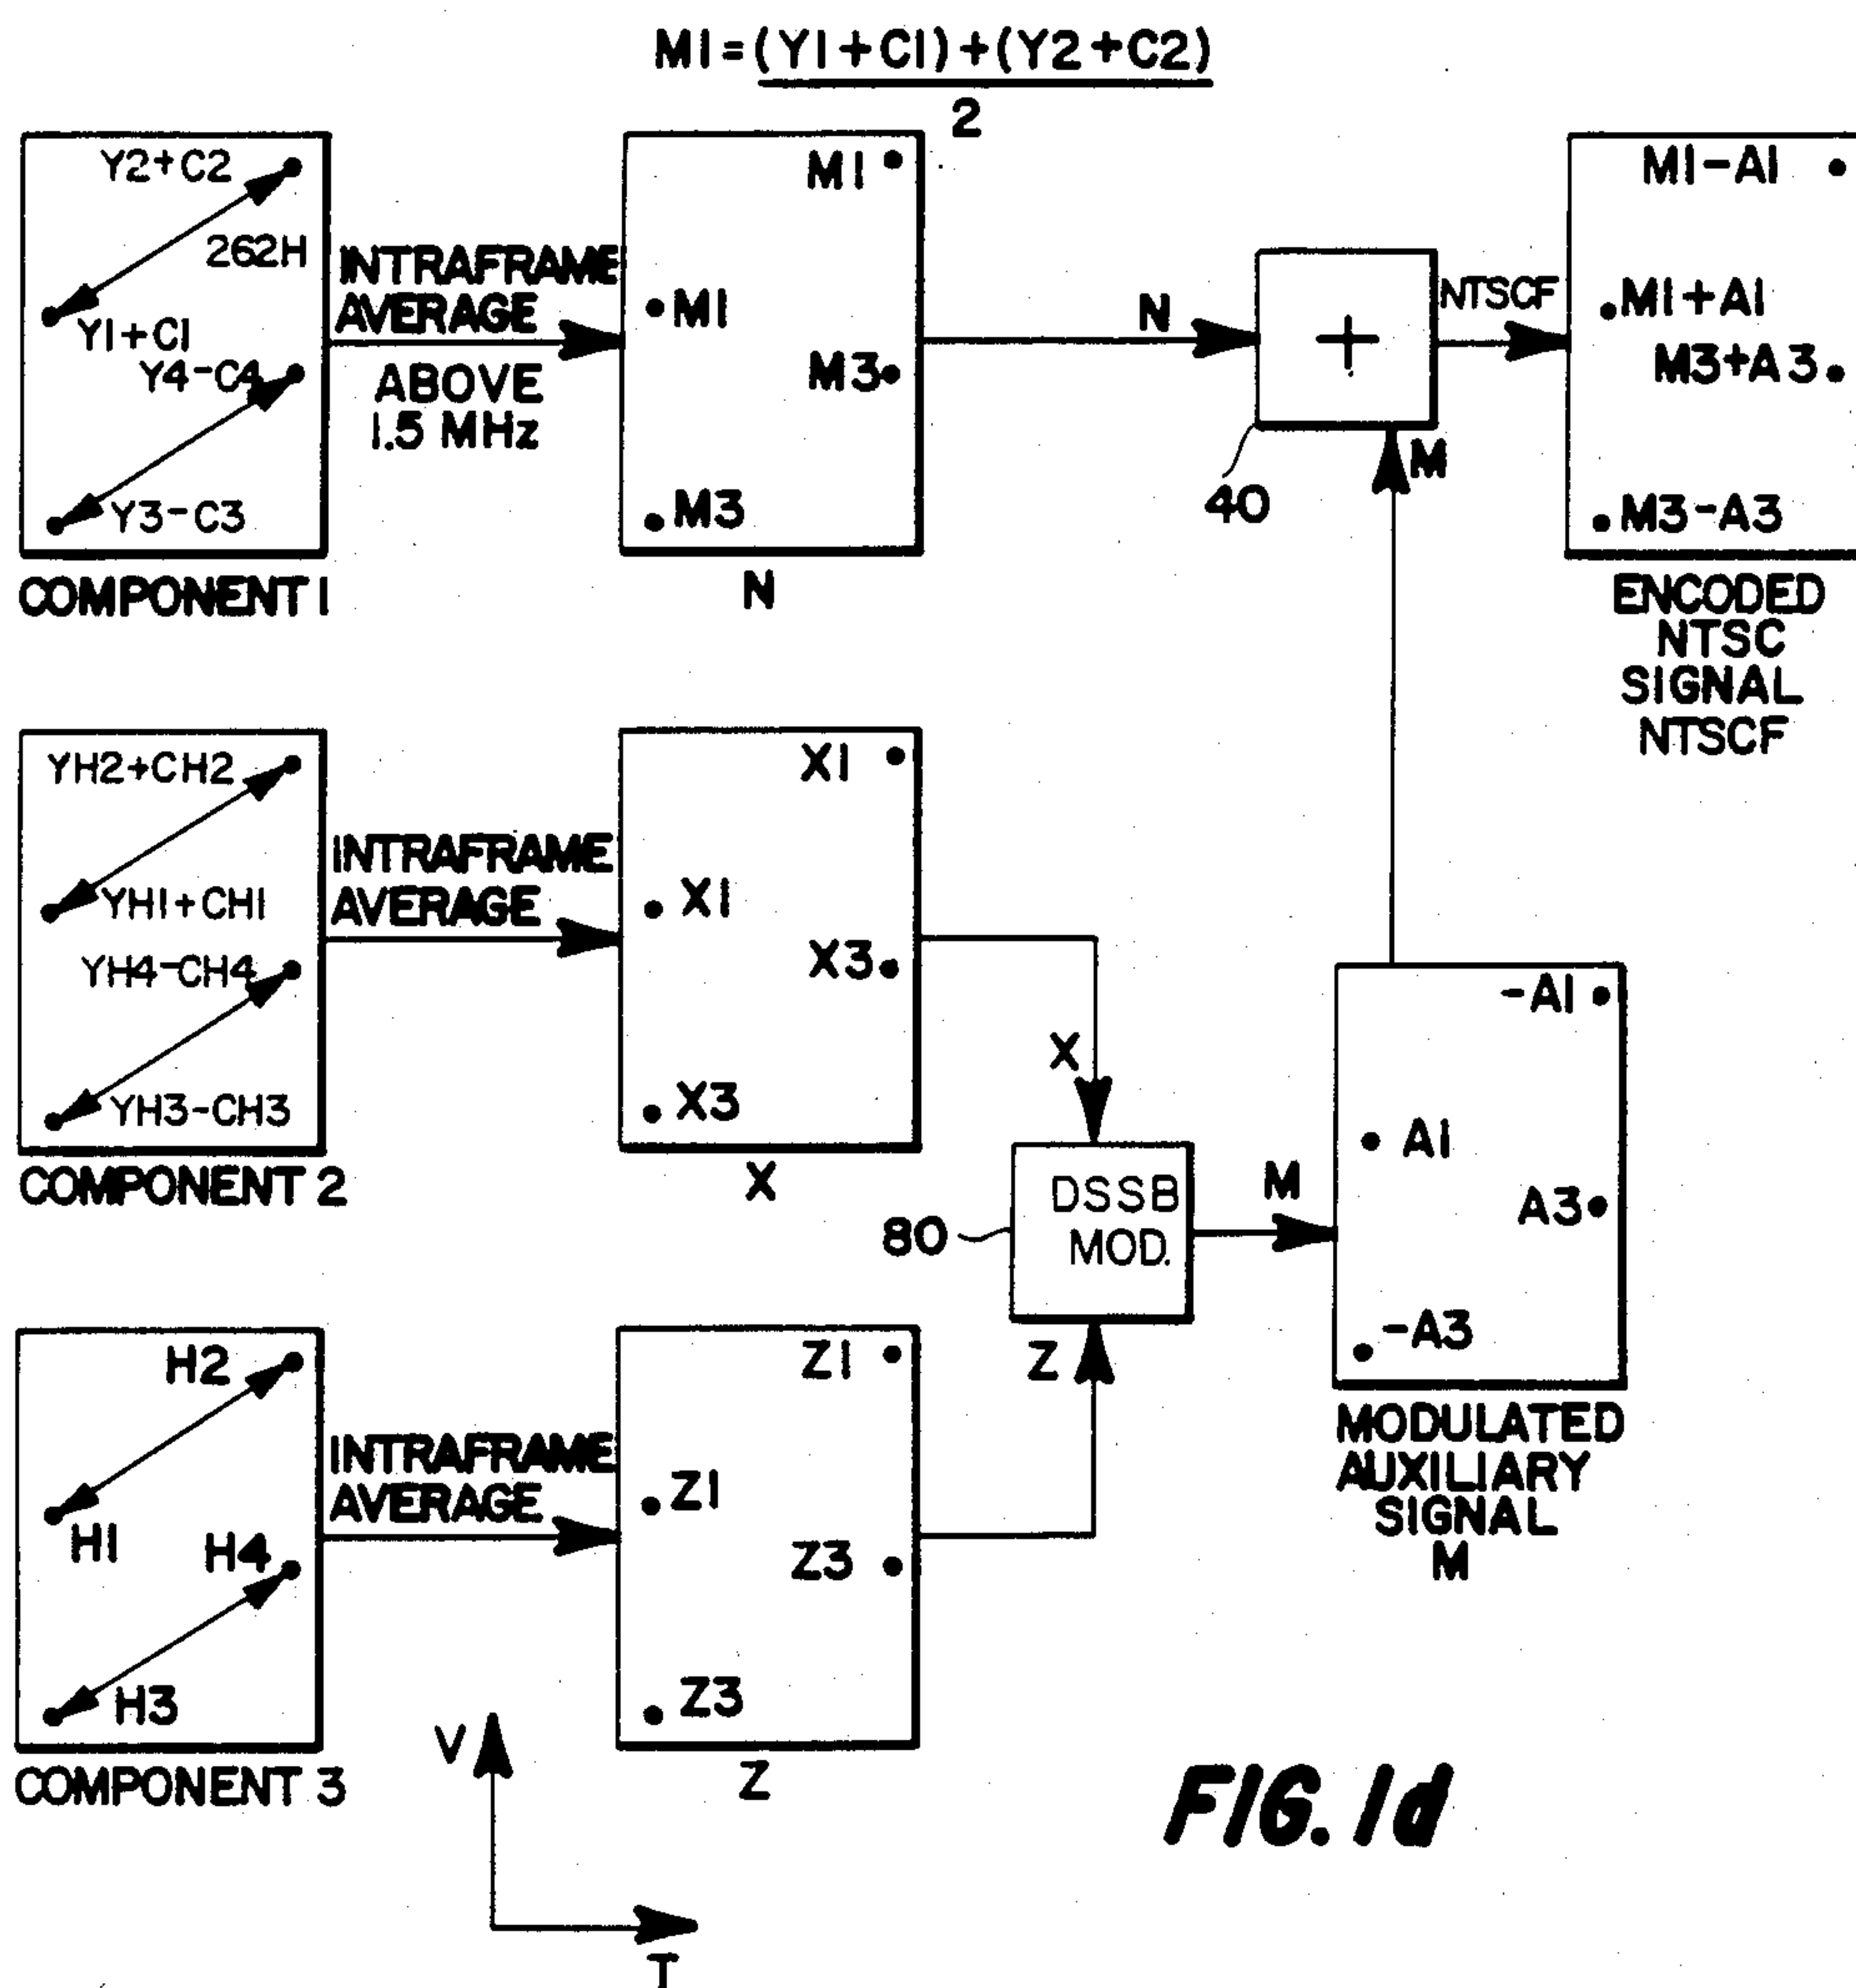 M1=(Y1+C1)+(Y2+C2)
2
Y2+C2
262H
Y1+C1
Y4-C4
Y3-C3
COMPONENT 1
INTRAFRAME
AVERAGE
ABOVE
1.5 MHz
M1
M1
M3
M3
N
N
+
40
M
NTSCF
M1-A1
M1+A1
M3+A3
M3-A3
ENCODED
NTSC
SIGNAL
NTSCF
YH2+CH2
YH1+CH1
YH4-CH4
YH3-CH3
COMPONENT 2
INTRAFRAME
AVERAGE
X1
X1
X3
X3
X
X
DSSB
MOD.
80
M
Z
-A1
A1
A3
-A3
MODULATED
AUXILIARY
SIGNAL
M
H2
H1
H4
H3
COMPONENT 3
INTRAFRAME
AVERAGE
Z1
Z1
Z3
Z3
Z
V
T
FIG. 1d